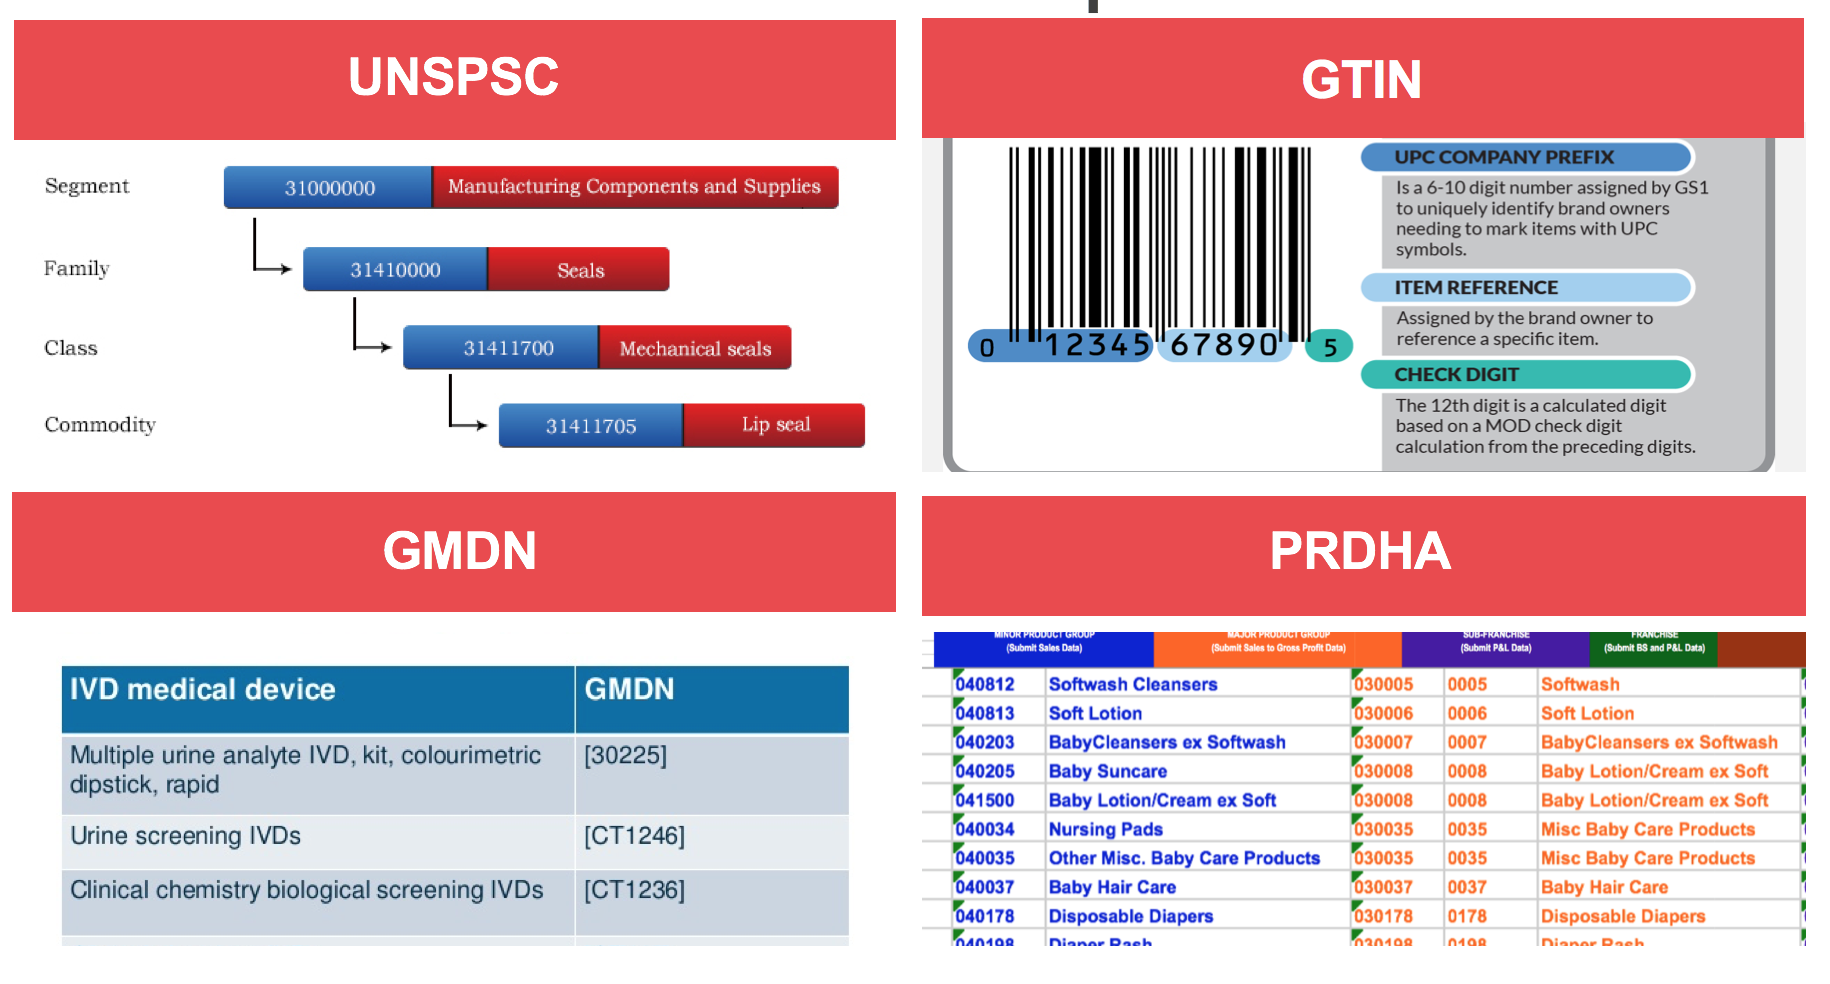 UNSPSC
Segment
31000000 Manufacturing Components and Supplies
Family
31410000 Seals
Class
31411700 Mechanical seals
Commodity
31411705 Lip seal
GTIN
0 12345 67890 5
UPC COMPANY PREFIX
Is a 6-10 digit number assigned by GS1
to uniquely identify brand owners
needing to mark items with UPC
symbols.
ITEM REFERENCE
Assigned by the brand owner to
reference a specific item.
CHECK DIGIT
The 12th digit is a calculated digit
based on a MOD check digit
calculation from the preceding digits.
GMDN
IVD medical device GMDN
Multiple urine analyte IVD, kit, colourimetric [30225]
dipstick, rapid
Urine screening IVDs [CT1246]
Clinical chemistry biological screening IVDs [CT1236]
PRDHA
MINOR PRODUCT GROUP MAJOR PRODUCT GROUP SUB-FRANCHISE FRANCHISE
(Submit Sales Data) (Submit Sales to Gross Profit Data) (Submit P&L Data) (Submit BS and P&L Data)
040812 Softwash Cleansers 030005 0005 Softwash
040813 Soft Lotion 030006 0006 Soft Lotion
040203 BabyCleansers ex Softwash 030007 0007 BabyCleansers ex Softwash
040205 Baby Suncare 030008 0008 Baby Lotion/Cream ex Soft
041500 Baby Lotion/Cream ex Soft 030008 0008 Baby Lotion/Cream ex Soft
040034 Nursing Pads 030035 0035 Misc Baby Care Products
040035 Other Misc. Baby Care Products 030035 0035 Misc Baby Care Products
040037 Baby Hair Care 030037 0037 Baby Hair Care
040178 Disposable Diapers 030178 0178 Disposable Diapers
040198 Diaper Rash 030198 0198 Diaper Rash